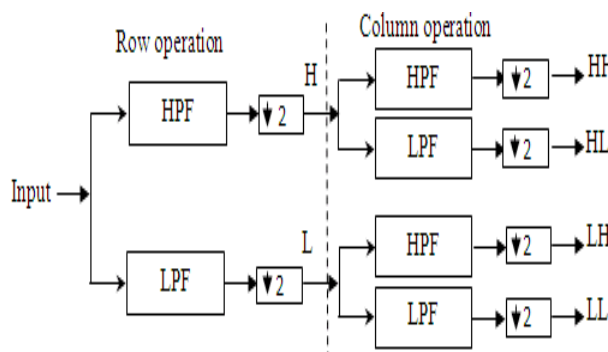 Row operation
Column operation
H
HH
HPF
2
HPF
2
HL
LPF
2
Input
L
LH
HPF
2
LPF
2
LL
LPF
2